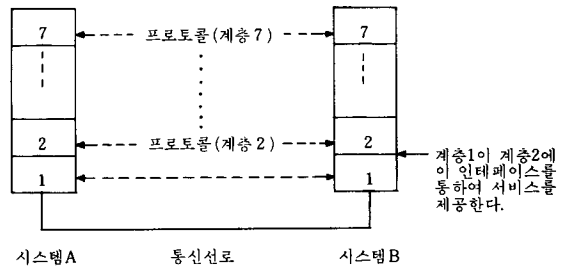 7 프로토콜(계층 7) 7
2 프로토콜(계층 2) 2
1 1
계층1이 계층2에
이 인테페이스를
통하여 서비스를
제공한다.
시스템A 통신선로 시스템B